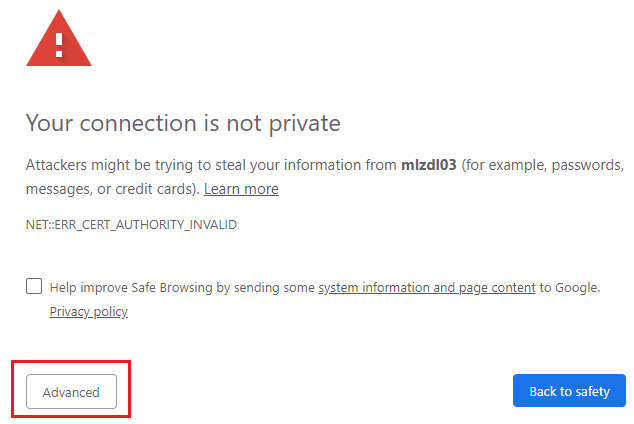 Your connection is not private
Attackers might be trying to steal your information from mlzdl03 (for example, passwords,
messages, or credit cards). Learn more
NET::ERR_CERT_AUTHORITY_INVALID
Help improve Safe Browsing by sending some system information and page content to Google.
Privacy policy
Advanced
Back to safety